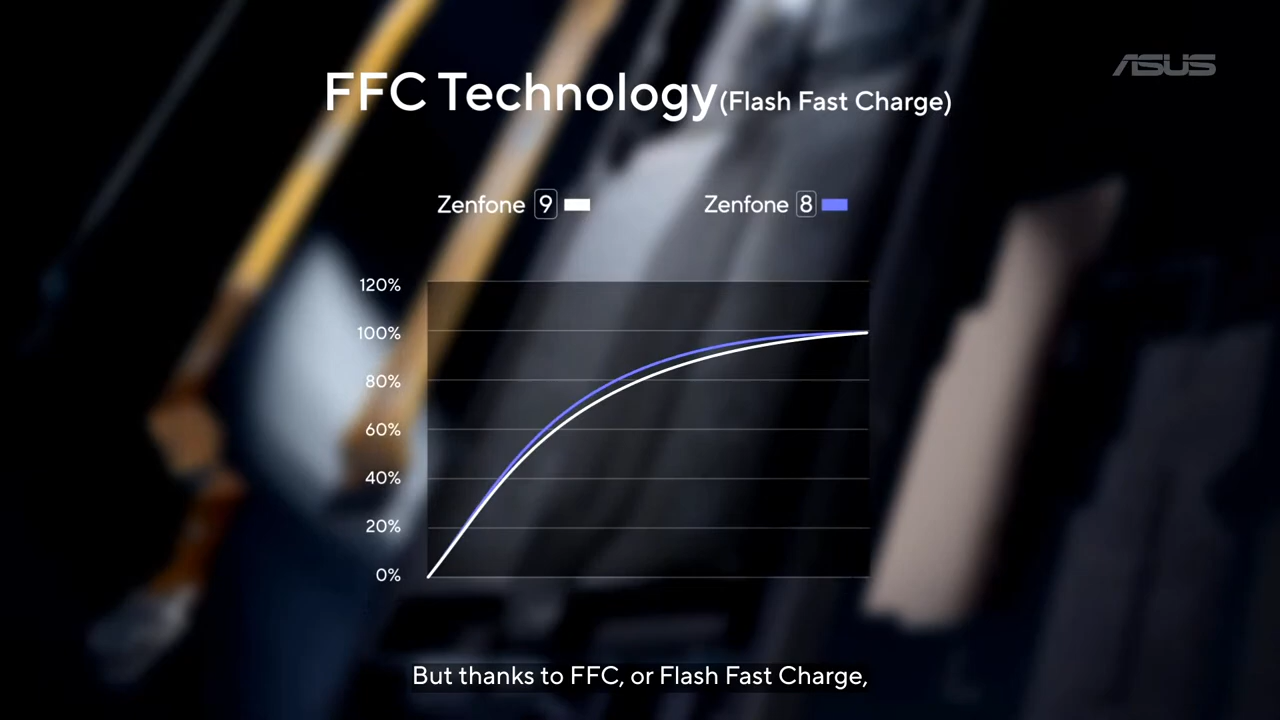 ASUS
FFC Technology (Flash Fast Charge)
Zenfone 9
Zenfone 8
120%
100%
80%
60%
40%
20%
0%
But thanks to FFC, or Flash Fast Charge,